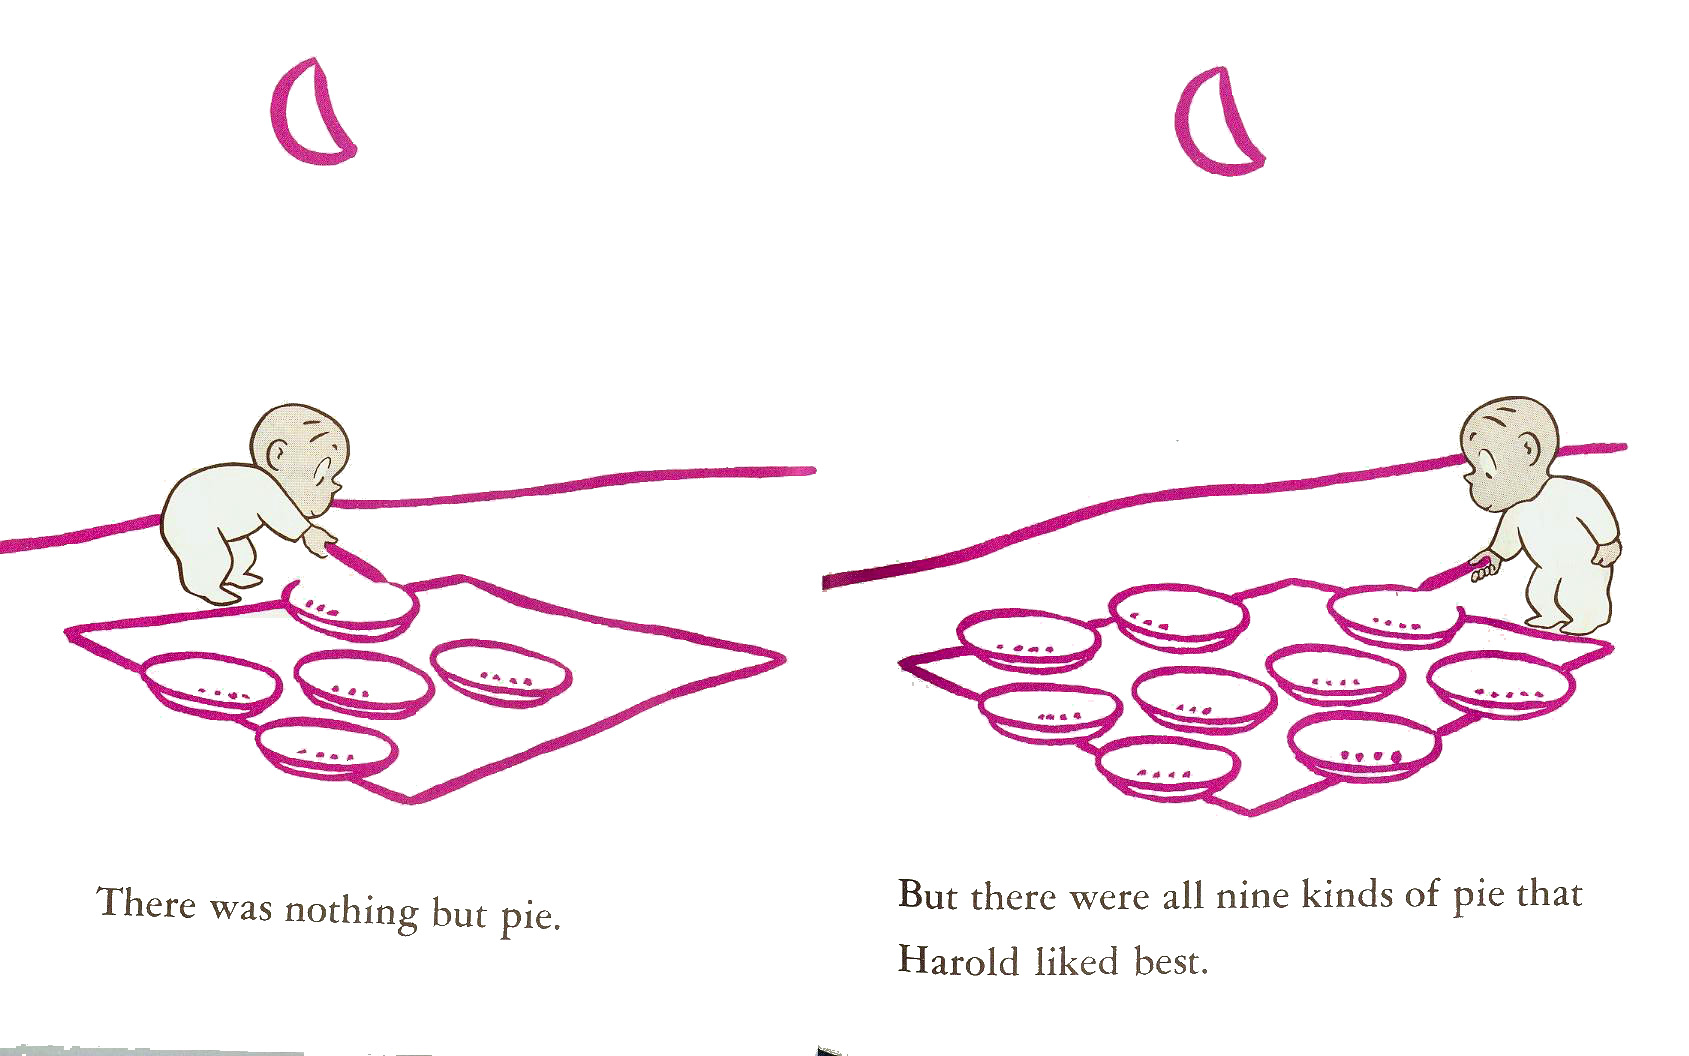 There was nothing but pie.
But there were all nine kinds of pie that
Harold liked best.